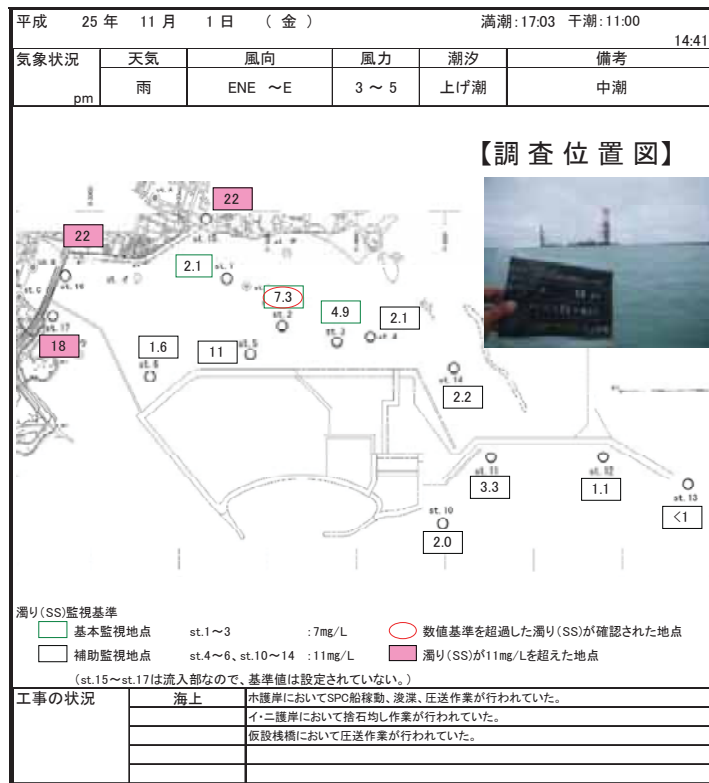 平成 25 年 11 月 1 日 (金) 満潮:17:03 干潮:11:00
14:41
気象状況 天気 風向 風力 潮汐 備考
pm 雨 ENE ～E 3 ～ 5 上げ潮 中潮
【調 査 位 置 図】
22
st.15
22
2.1
7.3
st.2
4.9
st.3
2.1
st.17
18
1.6
st.6
11
st.5
st.14
2.2
st.11
3.3
st.12
1.1
st.13
<1
st.10
2.0
濁り(SS)監視基準
基本監視地点 st.1～3 :7mg/L 数値基準を超過した濁り(SS)が確認された地点
補助監視地点 st.4～6、st.10～14 :11mg/L 濁り(SS)が11mg/Lを超えた地点
(st.15～st.17は流入部なので、基準値は設定されていない。)
工事の状況 海上 ホ護岸においてSPC船稼動、浚渫、圧送作業が行われていた。
イ・ニ護岸において捨石均し作業が行われていた。
仮設桟橋において圧送作業が行われていた。